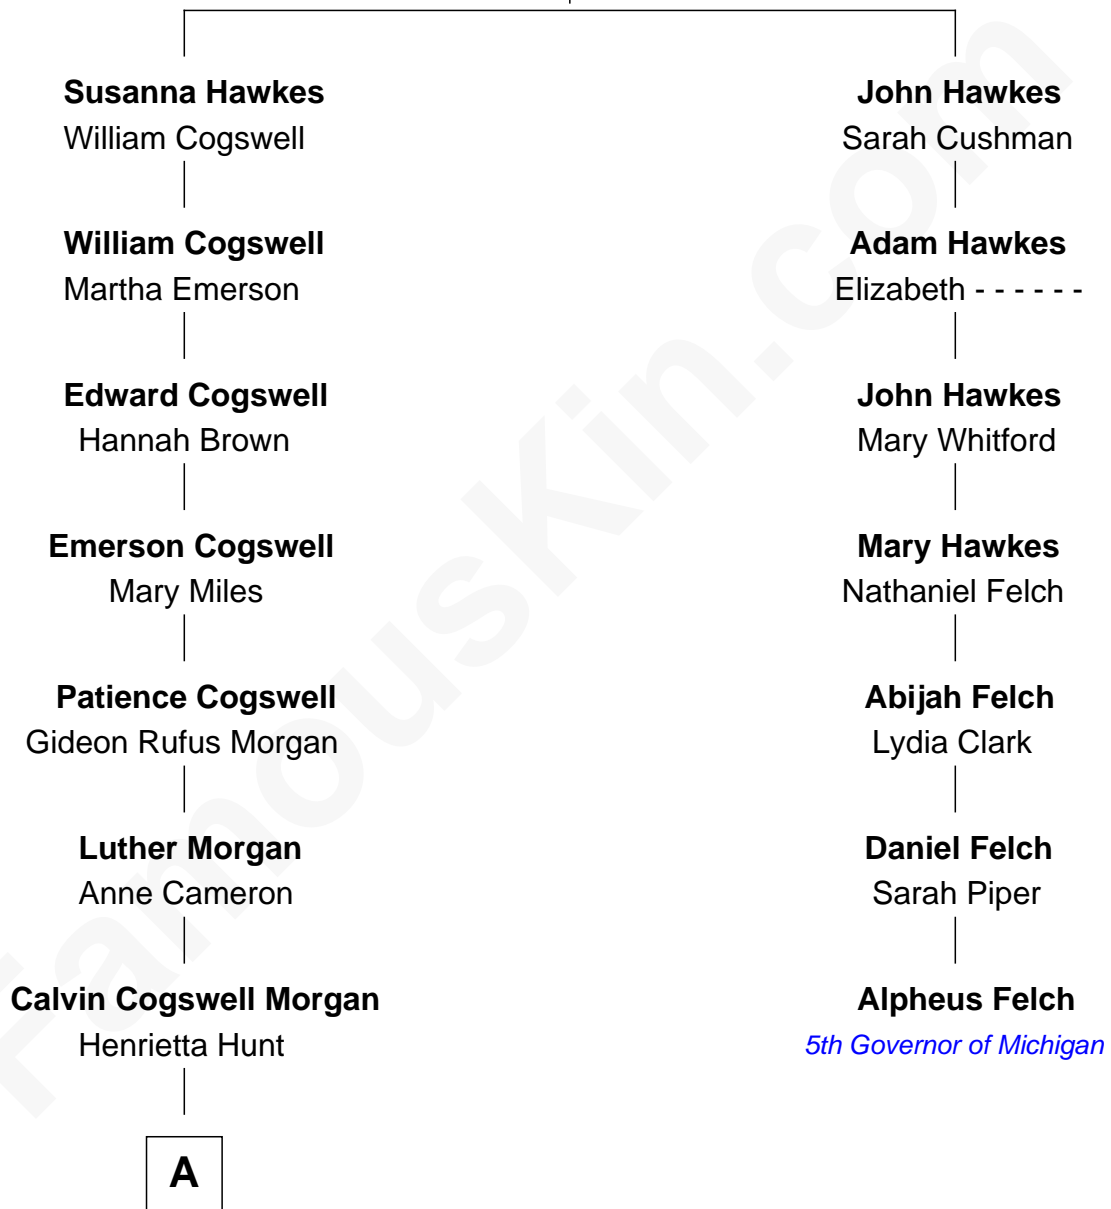 Susanna Hawkes
William Cogswell
John Hawkes
Sarah Cushman
William Cogswell
Martha Emerson
Adam Hawkes
Elizabeth - - - - - -
Edward Cogswell
Hannah Brown
John Hawkes
Mary Whitford
Emerson Cogswell
Mary Miles
Mary Hawkes
Nathaniel Felch
Patience Cogswell
Gideon Rufus Morgan
Abijah Felch
Lydia Clark
Luther Morgan
Anne Cameron
Daniel Felch
Sarah Piper
Calvin Cogswell Morgan
Henrietta Hunt
Alpheus Felch
5th Governor of Michigan
A
FamousKin.com